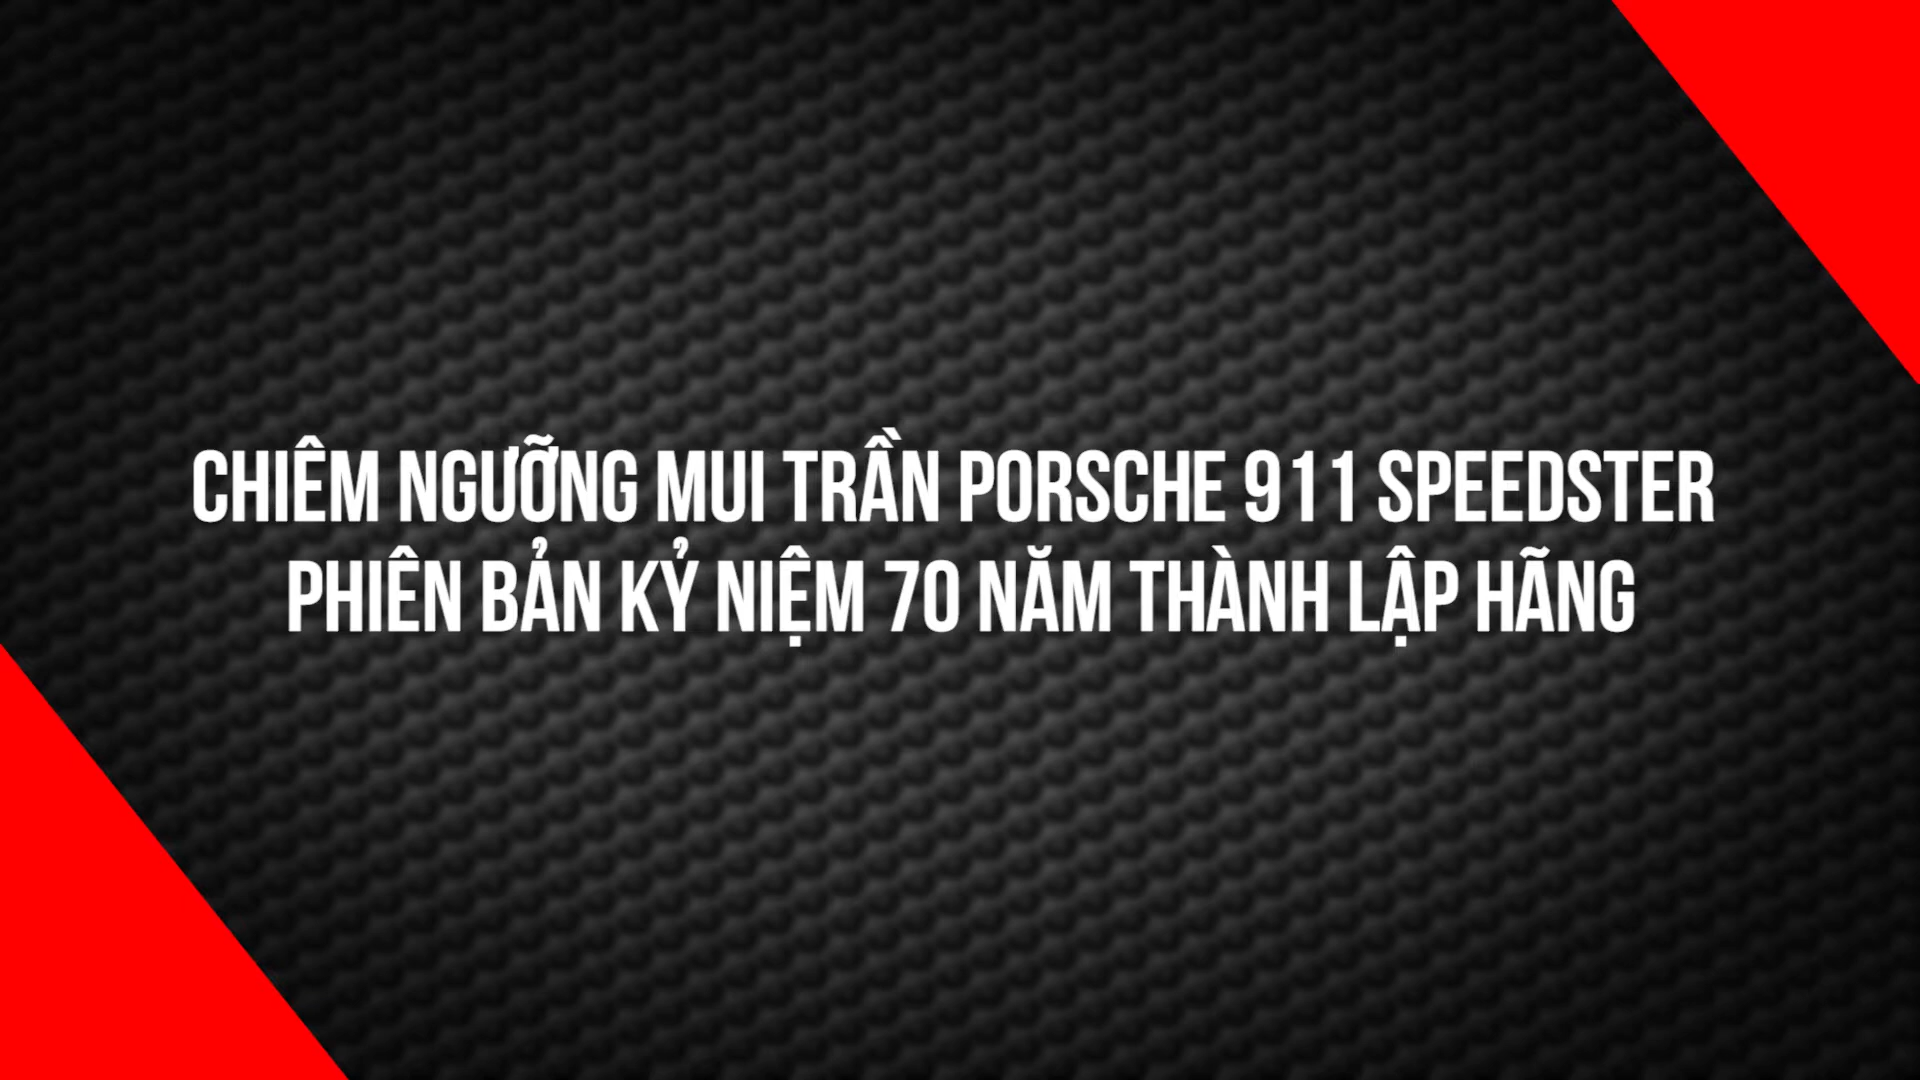 CHIÊM NGƯỠNG MUI TRẦN PORSCHE 911 SPEEDSTER
PHIÊN BẢN KỶ NIỆM 70 NĂM THÀNH LẬP HÃNG